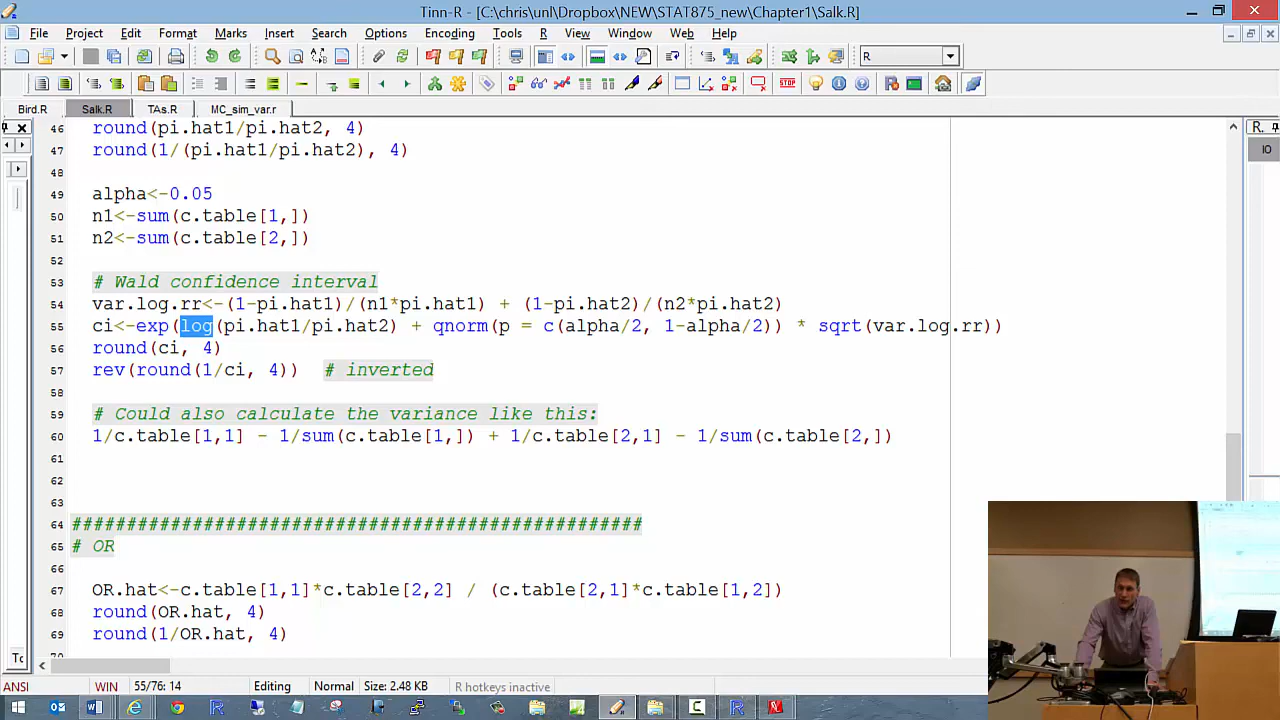 Tinn-R - [C:\chris\unl\Dropbox\NEW\STAT875_new\Chapter1\Salk.R]
File Project Edit Format Marks Insert Search Options Encoding Tools R View Window Web Help
R
STOP
Bird.R Salk.R TAs.R MC_sim_var.r
R.
IO
46 round(pi.hat1/pi.hat2, 4)
47 round(1/(pi.hat1/pi.hat2), 4)
48
49 alpha<-0.05
50 n1<-sum(c.table[1,])
51 n2<-sum(c.table[2,])
52
53 # Wald confidence interval
54 var.log.rr<-(1-pi.hat1)/(n1*pi.hat1) + (1-pi.hat2)/(n2*pi.hat2)
55 ci<-exp(log(pi.hat1/pi.hat2) + qnorm(p = c(alpha/2, 1-alpha/2)) * sqrt(var.log.rr))
56 round(ci, 4)
57 rev(round(1/ci, 4)) # inverted
58
59 # Could also calculate the variance like this:
60 1/c.table[1,1] - 1/sum(c.table[1,]) + 1/c.table[2,1] - 1/sum(c.table[2,])
61
62
63
64 ####################################################
65 # OR
66
67 OR.hat<-c.table[1,1]*c.table[2,2] / (c.table[2,1]*c.table[1,2])
68 round(OR.hat, 4)
69 round(1/OR.hat, 4)
70
To
ANSI WIN 55/76: 14 Editing Normal Size: 2.48 KB R hotkeys inactive